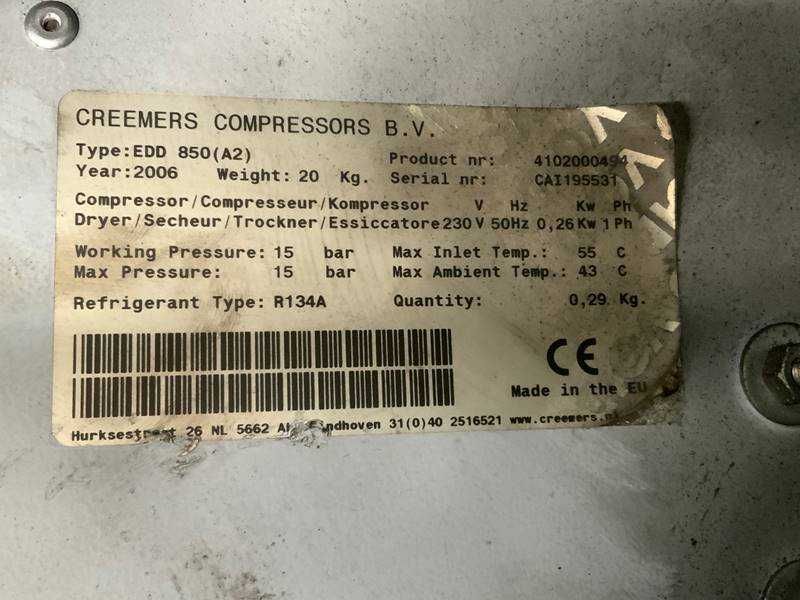 CREEMERS COMPRESSORS B.V.
Type:EDD 850(A2)
Product nr: 4102000494
Year:2006 Weight: 20 Kg. Serial nr: CAI195531
Compressor/Compresseur/Kompressor V Hz Kw Ph
Dryer/Secheur/Trockner/Essiccatore 230 V 50Hz 0,26 Kw 1 Ph
Working Pressure: 15 bar Max Inlet Temp.: 55 C
Max Pressure: 15 bar Max Ambient Temp.: 43 C
Refrigerant Type: R134A Quantity: 0,29 Kg.
CE
Made in the EU
26 NL 5662 31(0)40 2516521